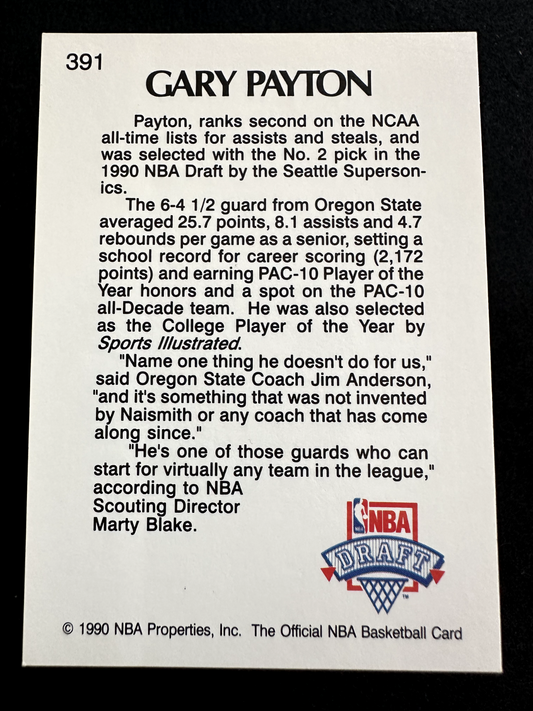 391
GARY PAYTON
Payton, ranks second on the NCAA
all-time lists for assists and steals, and
was selected with the No. 2 pick in the
1990 NBA Draft by the Seattle Superson-
ics.
The 6-4 1/2 guard from Oregon State
averaged 25.7 points, 8.1 assists and 4.7
rebounds per game as a senior, setting a
school record for career scoring (2,172
points) and earning PAC-10 Player of the
Year honors and a spot on the PAC-10
all-Decade team. He was also selected
as the College Player of the Year by
Sports Illustrated.
"Name one thing he doesn't do for us,"
said Oregon State Coach Jim Anderson,
"and it's something that was not invented
by Naismith or any coach that has come
along since."
"He's one of those guards who can
start for virtually any team in the league,"
according to NBA
Scouting Director
Marty Blake.
NBA
NBA
DRAFT
TM
© 1990 NBA Properties, Inc. The Official NBA Basketball Card